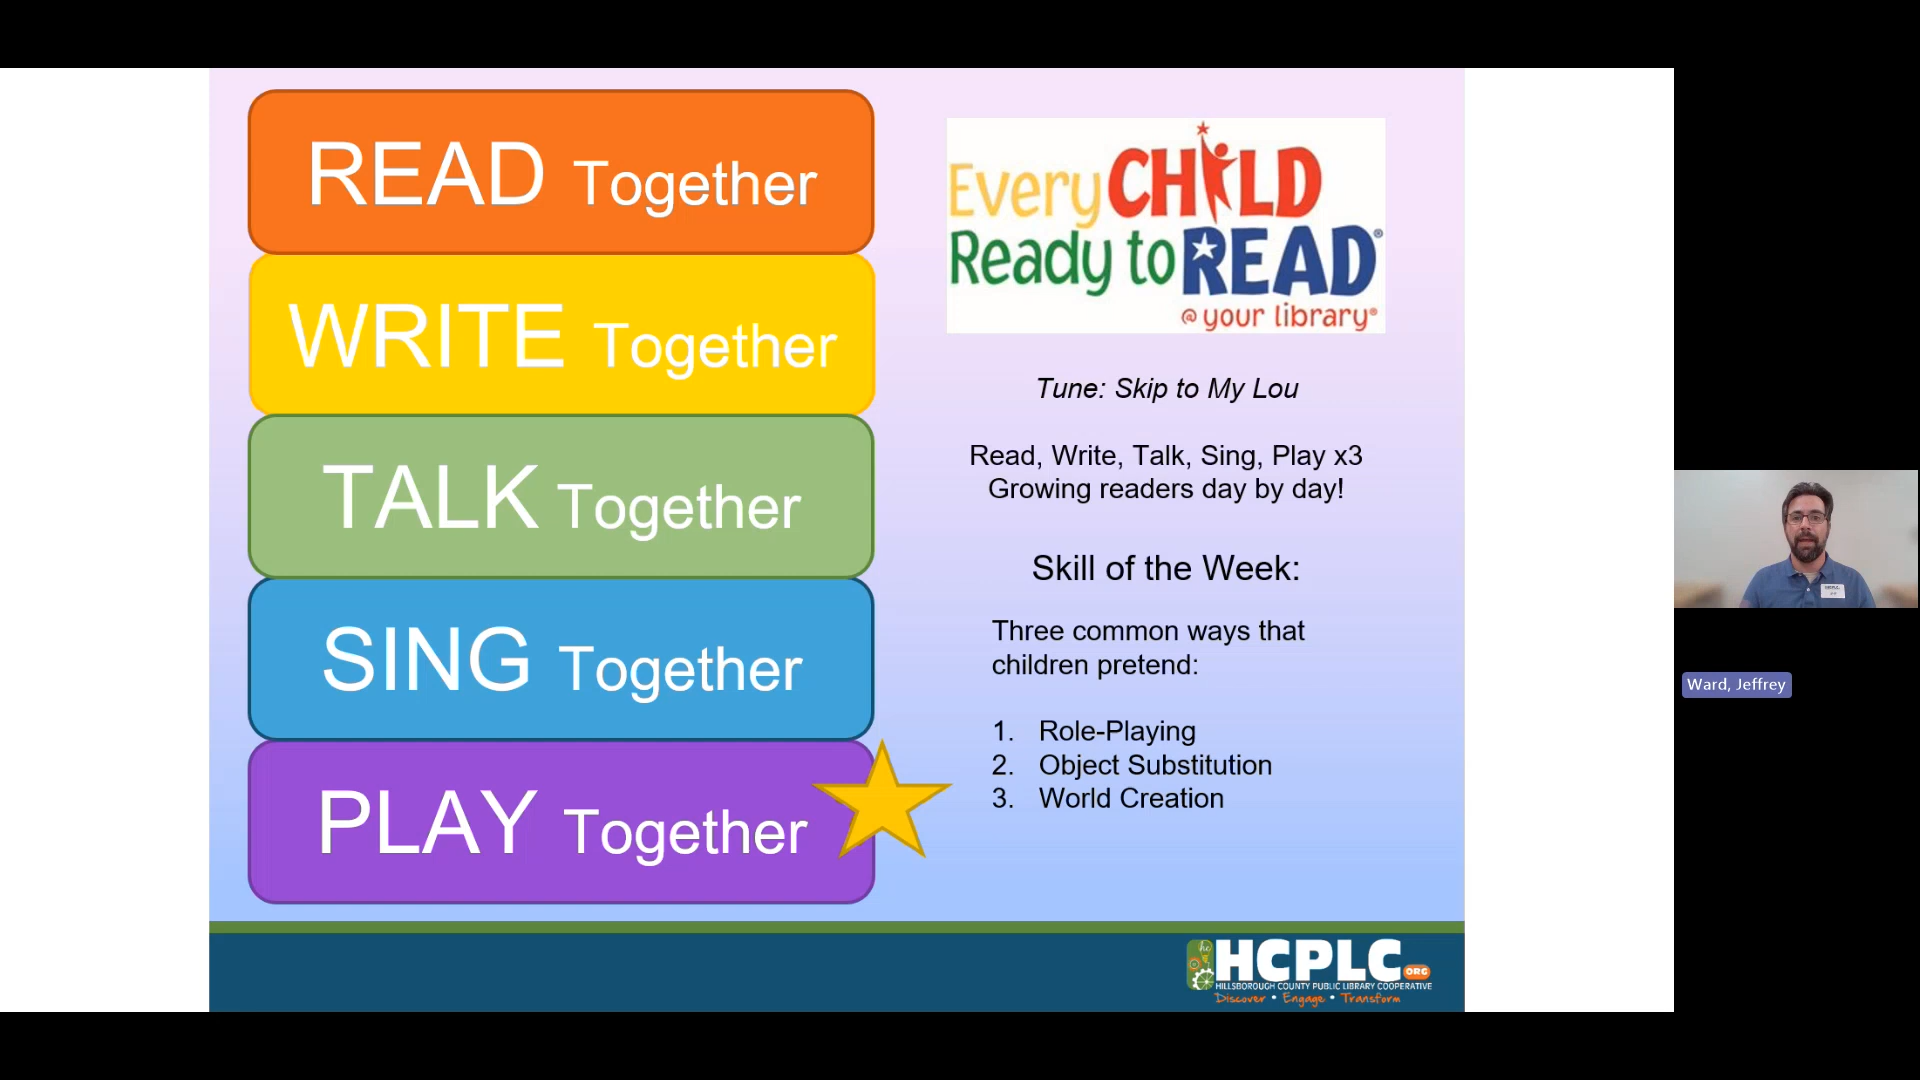 READ Together
WRITE Together
TALK Together
SING Together
PLAY Together
Every CHILD
Ready to READ®
@ your library®
Tune: Skip to My Lou
Read, Write, Talk, Sing, Play x3
Growing readers day by day!
Skill of the Week:
Three common ways that
children pretend:
1. Role-Playing
2. Object Substitution
3. World Creation
hc
HCPLC.ORG
HILLSBOROUGH COUNTY PUBLIC LIBRARY COOPERATIVE
Discover • Engage • Transform
Ward, Jeffrey